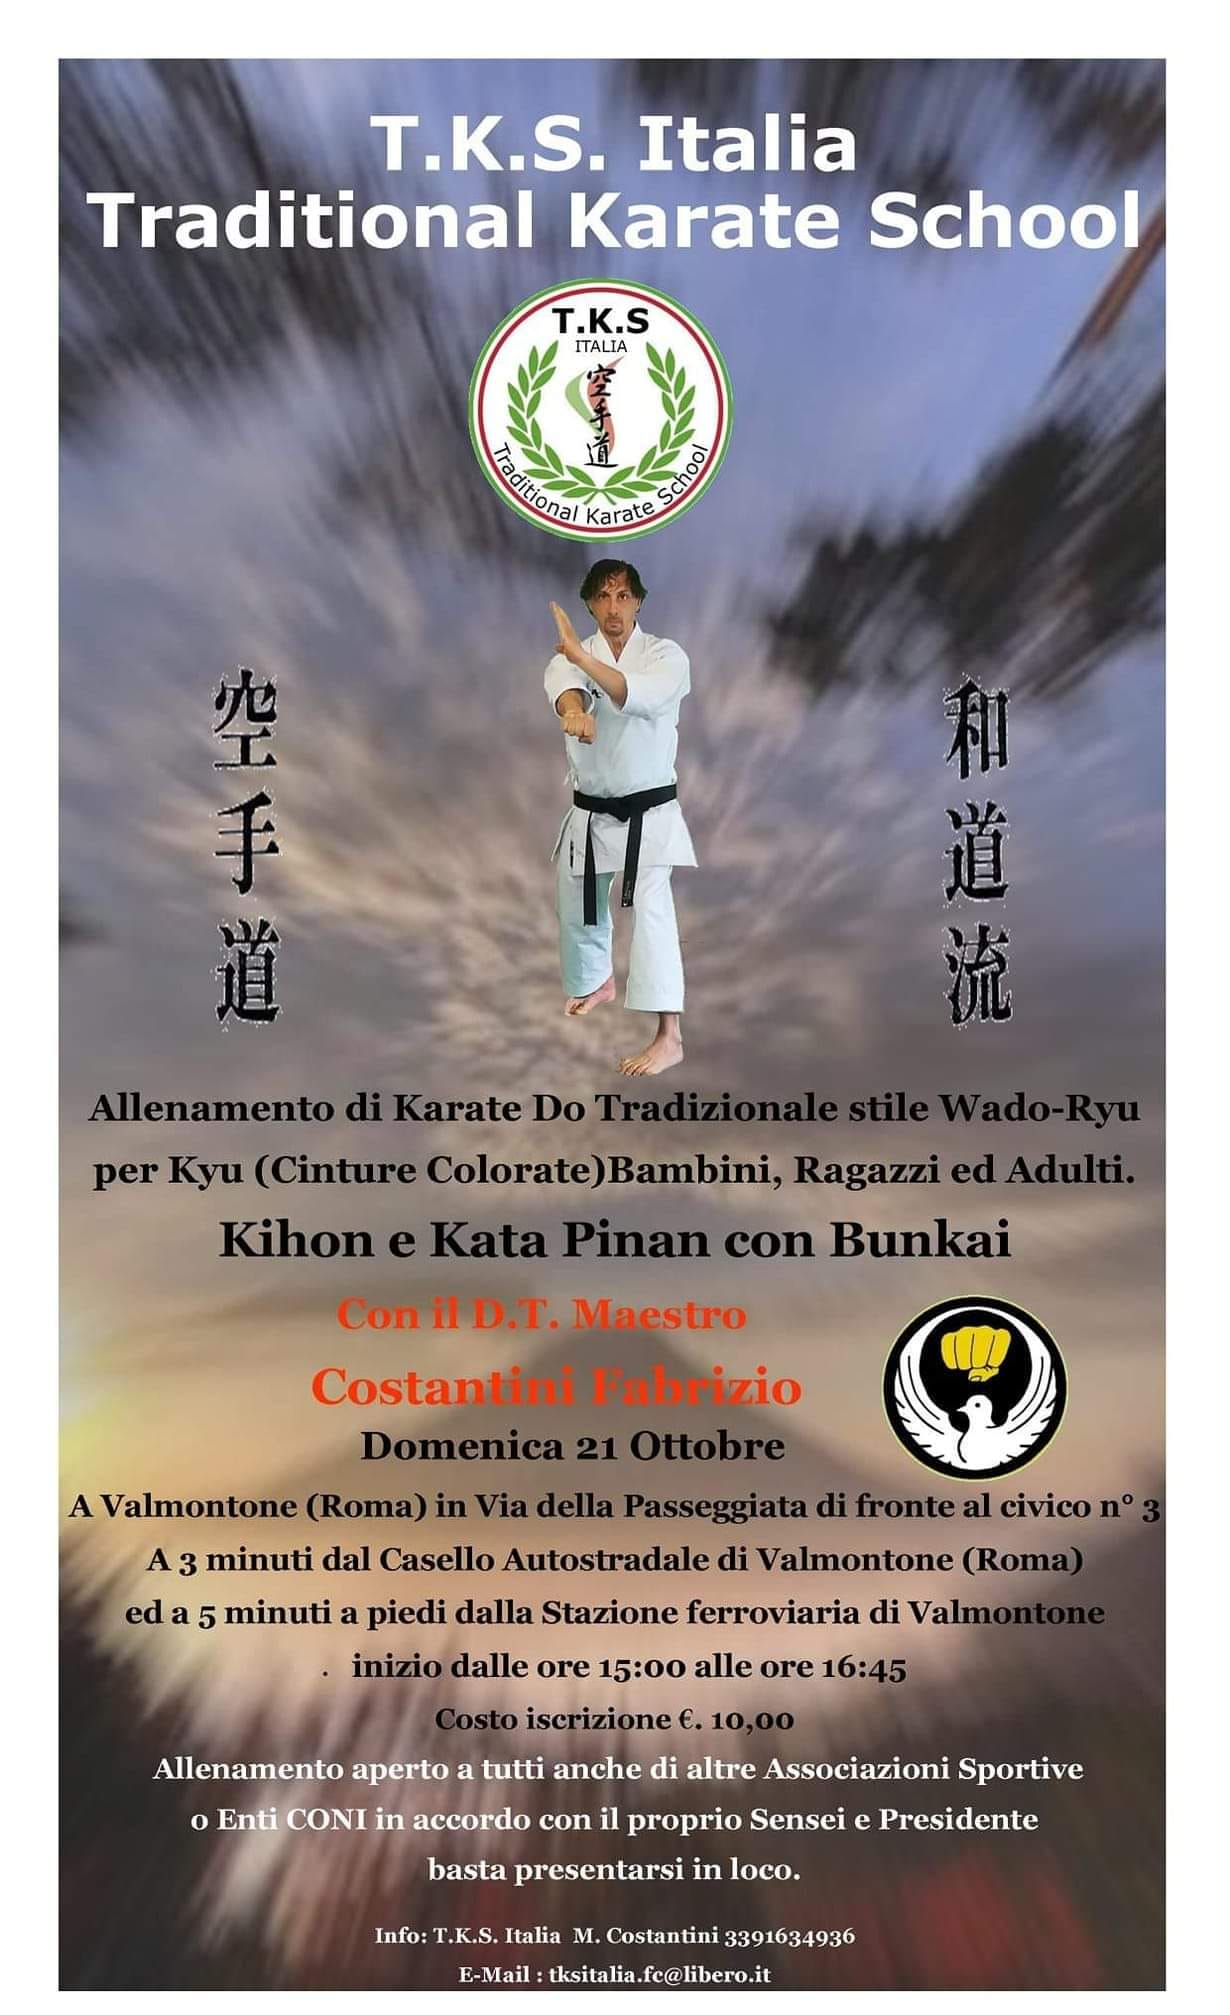 T.K.S. Italia
Traditional Karate School
T.K.S
ITALIA
空
手
道
Traditional Karate School
空
手
道
和
道
流
Allenamento di Karate Do Tradizionale stile Wado-Ryu
per Kyu (Cinture Colorate)Bambini, Ragazzi ed Adulti.
Kihon e Kata Pinan con Bunkai
Con il D.T. Maestro
Costantini Fabrizio
Domenica 21 Ottobre
A Valmontone (Roma) in Via della Passeggiata di fronte al civico n° 3
A 3 minuti dal Casello Autostradale di Valmontone (Roma)
ed a 5 minuti a piedi dalla Stazione ferroviaria di Valmontone
. inizio dalle ore 15:00 alle ore 16:45
Costo iscrizione €. 10,00
Allenamento aperto a tutti anche di altre Associazioni Sportive
o Enti CONI in accordo con il proprio Sensei e Presidente
basta presentarsi in loco.
Info: T.K.S. Italia M. Costantini 3391634936
E-Mail : tksitalia.fc@libero.it